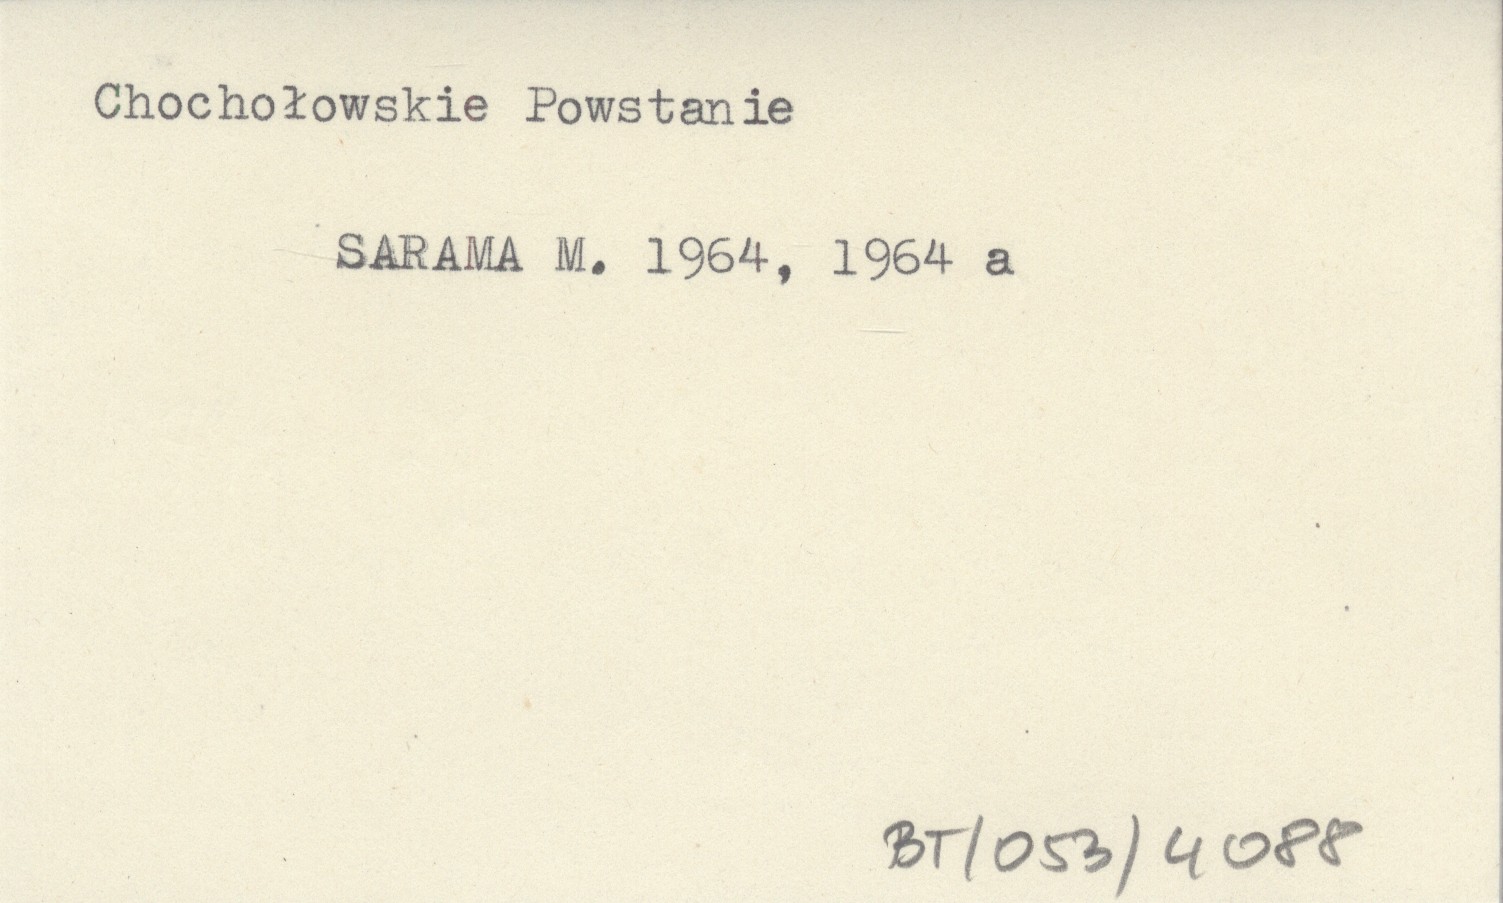 Chochołowskie Powstanie
SARAMA M. 1964, 1964 a
BT/053/4088